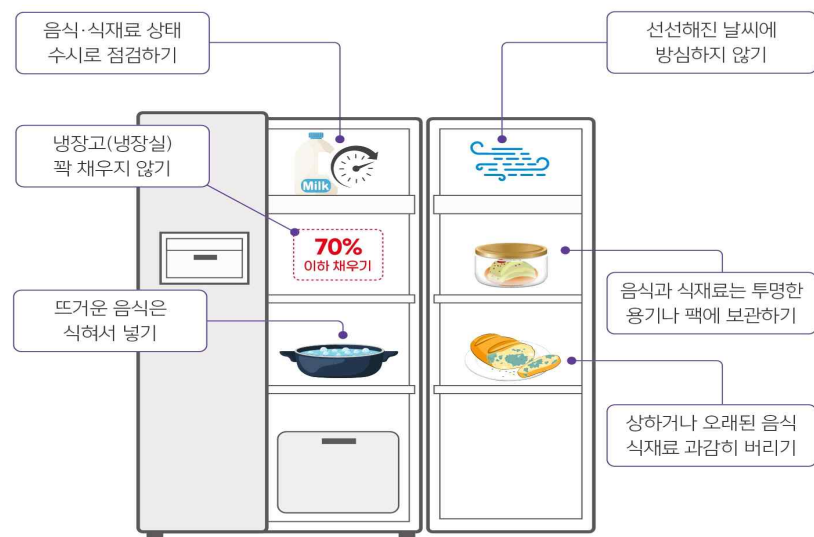 음식·식재료 상태
수시로 점검하기
선선해진 날씨에
방심하지 않기
냉장고(냉장실)
꽉 채우지 않기
Milk
70%
이하 채우기
뜨거운 음식은
식혀서 넣기
음식과 식재료는 투명한
용기나 팩에 보관하기
상하거나 오래된 음식
식재료 과감히 버리기